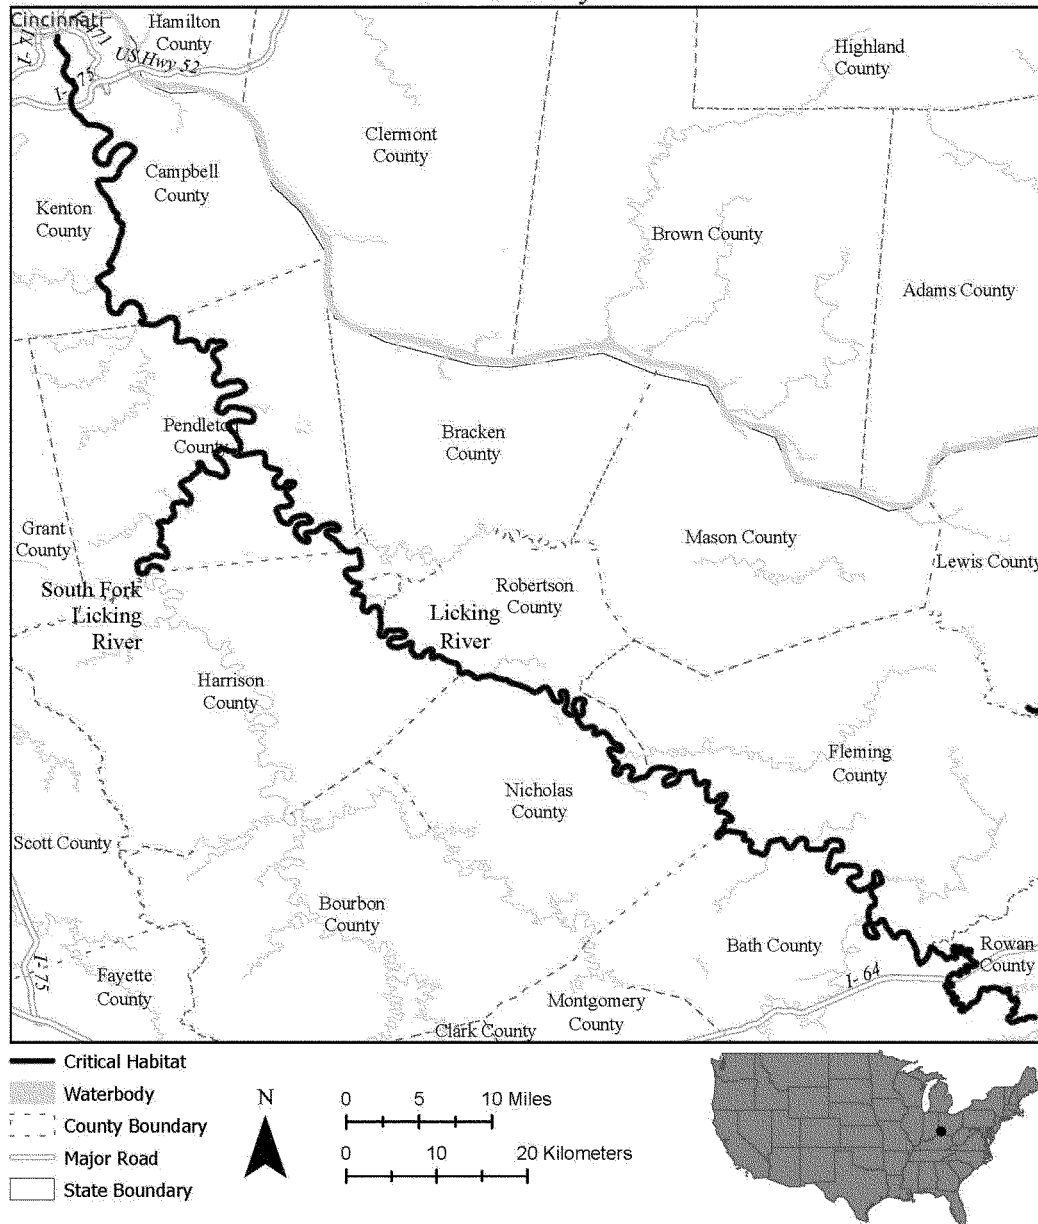 Cincinnati
Hamilton
County
I- 471
US Hwy 52
I- 75
Highland
County
Clermont
County
Campbell
County
Kenton
County
Brown County
Adams County
Pendleton
County
Bracken
County
Grant
County
Mason County
Lewis County
Robertson
County
South Fork
Licking
River
Licking
River
Harrison
County
Fleming
County
Nicholas
County
Scott County
Bourbon
County
Bath County
Rowan
County
I- 75
Fayette
County
I- 64
Montgomery
County
Clark County
Critical Habitat
Waterbody
County Boundary
Major Road
State Boundary
N
0 5 10 Miles
0 10 20 Kilometers